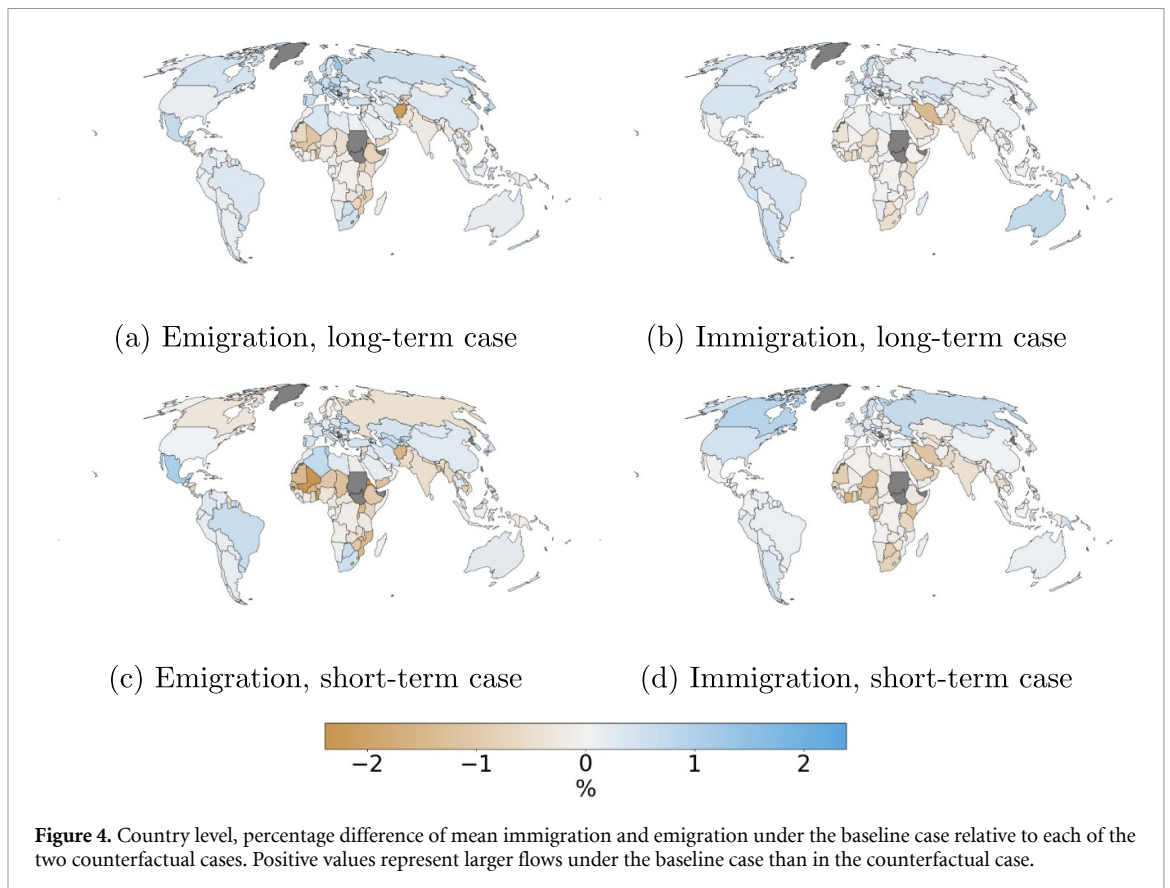 (a) Emigration, long-term case
(b) Immigration, long-term case
(c) Emigration, short-term case
(d) Immigration, short-term case
−2 −1 0 1 2
%
Figure 4. Country level, percentage difference of mean immigration and emigration under the baseline case relative to each of the
two counterfactual cases. Positive values represent larger flows under the baseline case than in the counterfactual case.